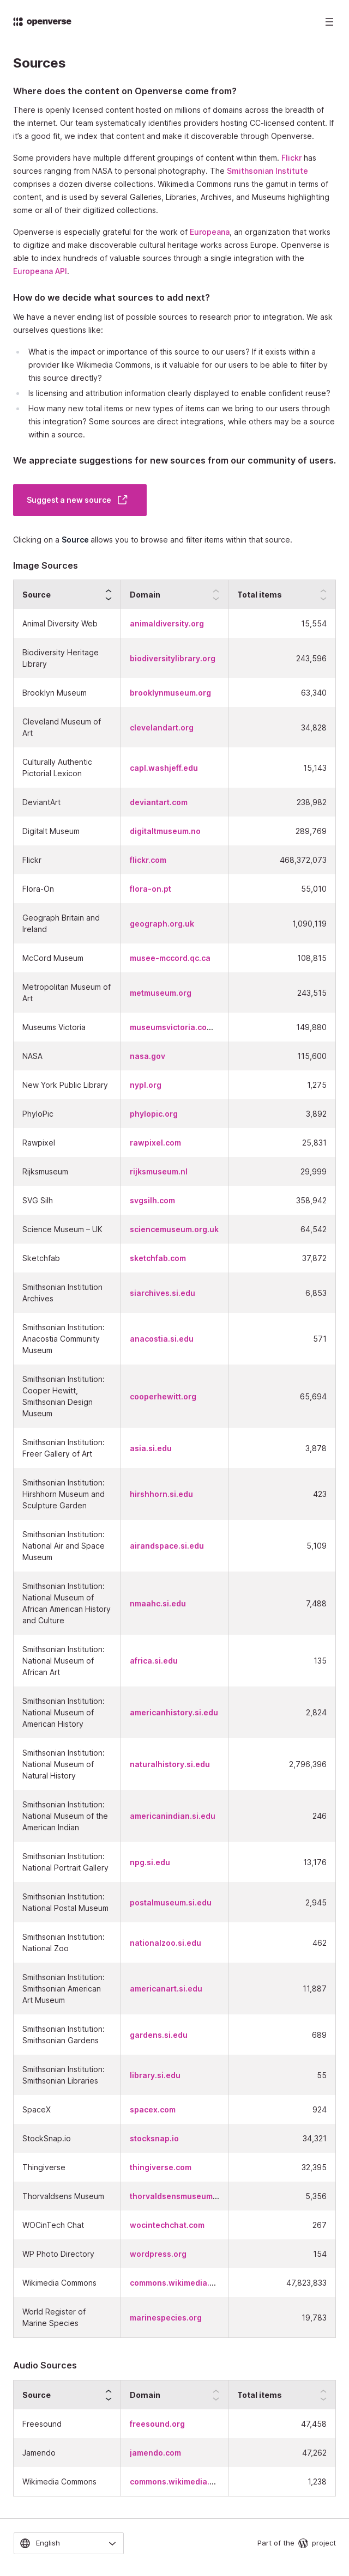 openverse
Sources
Where does the content on Openverse come from?
There is openly licensed content hosted on millions of domains across the breadth of
the internet. Our team systematically identifies providers hosting CC-licensed content. If
it's a good fit, we index that content and make it discoverable through Openverse.
Some providers have multiple different groupings of content within them. Flickr has
sources ranging from NASA to personal photography. The Smithsonian Institute
comprises a dozen diverse collections. Wikimedia Commons runs the gamut in terms of
content, and is used by several Galleries, Libraries, Archives, and Museums highlighting
some or all of their digitized collections.
Openverse is especially grateful for the work of Europeana, an organization that works
to digitize and make discoverable cultural heritage works across Europe. Openverse is
able to index hundreds of valuable sources through a single integration with the
Europeana API.
How do we decide what sources to add next?
We have a never ending list of possible sources to research prior to integration. We ask
ourselves questions like:
What is the impact or importance of this source to our users? If it exists within a
provider like Wikimedia Commons, is it valuable for our users to be able to filter by
this source directly?
Is licensing and attribution information clearly displayed to enable confident reuse?
How many new total items or new types of items can we bring to our users through
this integration? Some sources are direct integrations, while others may be a source
within a source.
We appreciate suggestions for new sources from our community of users.
Suggest a new source
Clicking on a Source allows you to browse and filter items within that source.
Image Sources
Source Domain Total items
Animal Diversity Web animaldiversity.org 15,554
Biodiversity Heritage
Library biodiversitylibrary.org 243,596
Brooklyn Museum brooklynmuseum.org 63,340
Cleveland Museum of
Art clevelandart.org 34,828
Culturally Authentic
Pictorial Lexicon capl.washjeff.edu 15,143
DeviantArt deviantart.com 238,982
Digitalt Museum digitaltmuseum.no 289,769
Flickr flickr.com 468,372,073
Flora-On flora-on.pt 55,010
Geograph Britain and
Ireland geograph.org.uk 1,090,119
McCord Museum musee-mccord.qc.ca 108,815
Metropolitan Museum of
Art metmuseum.org 243,515
Museums Victoria museumsvictoria.co... 149,880
NASA nasa.gov 115,600
New York Public Library nypl.org 1,275
PhyloPic phylopic.org 3,892
Rawpixel rawpixel.com 25,831
Rijksmuseum rijksmuseum.nl 29,999
SVG Silh svgsilh.com 358,942
Science Museum – UK sciencemuseum.org.uk 64,542
Sketchfab sketchfab.com 37,872
Smithsonian Institution
Archives siarchives.si.edu 6,853
Smithsonian Institution:
Anacostia Community
Museum anacostia.si.edu 571
Smithsonian Institution:
Cooper Hewitt,
Smithsonian Design
Museum cooperhewitt.org 65,694
Smithsonian Institution:
Freer Gallery of Art asia.si.edu 3,878
Smithsonian Institution:
Hirshhorn Museum and
Sculpture Garden hirshhorn.si.edu 423
Smithsonian Institution:
National Air and Space
Museum airandspace.si.edu 5,109
Smithsonian Institution:
National Museum of
African American History
and Culture nmaahc.si.edu 7,488
Smithsonian Institution:
National Museum of
African Art africa.si.edu 135
Smithsonian Institution:
National Museum of
American History americanhistory.si.edu 2,824
Smithsonian Institution:
National Museum of
Natural History naturalhistory.si.edu 2,796,396
Smithsonian Institution:
National Museum of the
American Indian americanindian.si.edu 246
Smithsonian Institution:
National Portrait Gallery npg.si.edu 13,176
Smithsonian Institution:
National Postal Museum postalmuseum.si.edu 2,945
Smithsonian Institution:
National Zoo nationalzoo.si.edu 462
Smithsonian Institution:
Smithsonian American
Art Museum americanart.si.edu 11,887
Smithsonian Institution:
Smithsonian Gardens gardens.si.edu 689
Smithsonian Institution:
Smithsonian Libraries library.si.edu 55
SpaceX spacex.com 924
StockSnap.io stocksnap.io 34,321
Thingiverse thingiverse.com 32,395
Thorvaldsens Museum thorvaldsensmuseum... 5,356
WOCinTech Chat wocintechchat.com 267
WP Photo Directory wordpress.org 154
Wikimedia Commons commons.wikimedia.... 47,823,833
World Register of
Marine Species marinespecies.org 19,783
Audio Sources
Source Domain Total items
Freesound freesound.org 47,458
Jamendo jamendo.com 47,262
Wikimedia Commons commons.wikimedia.... 1,238
English
Part of the project